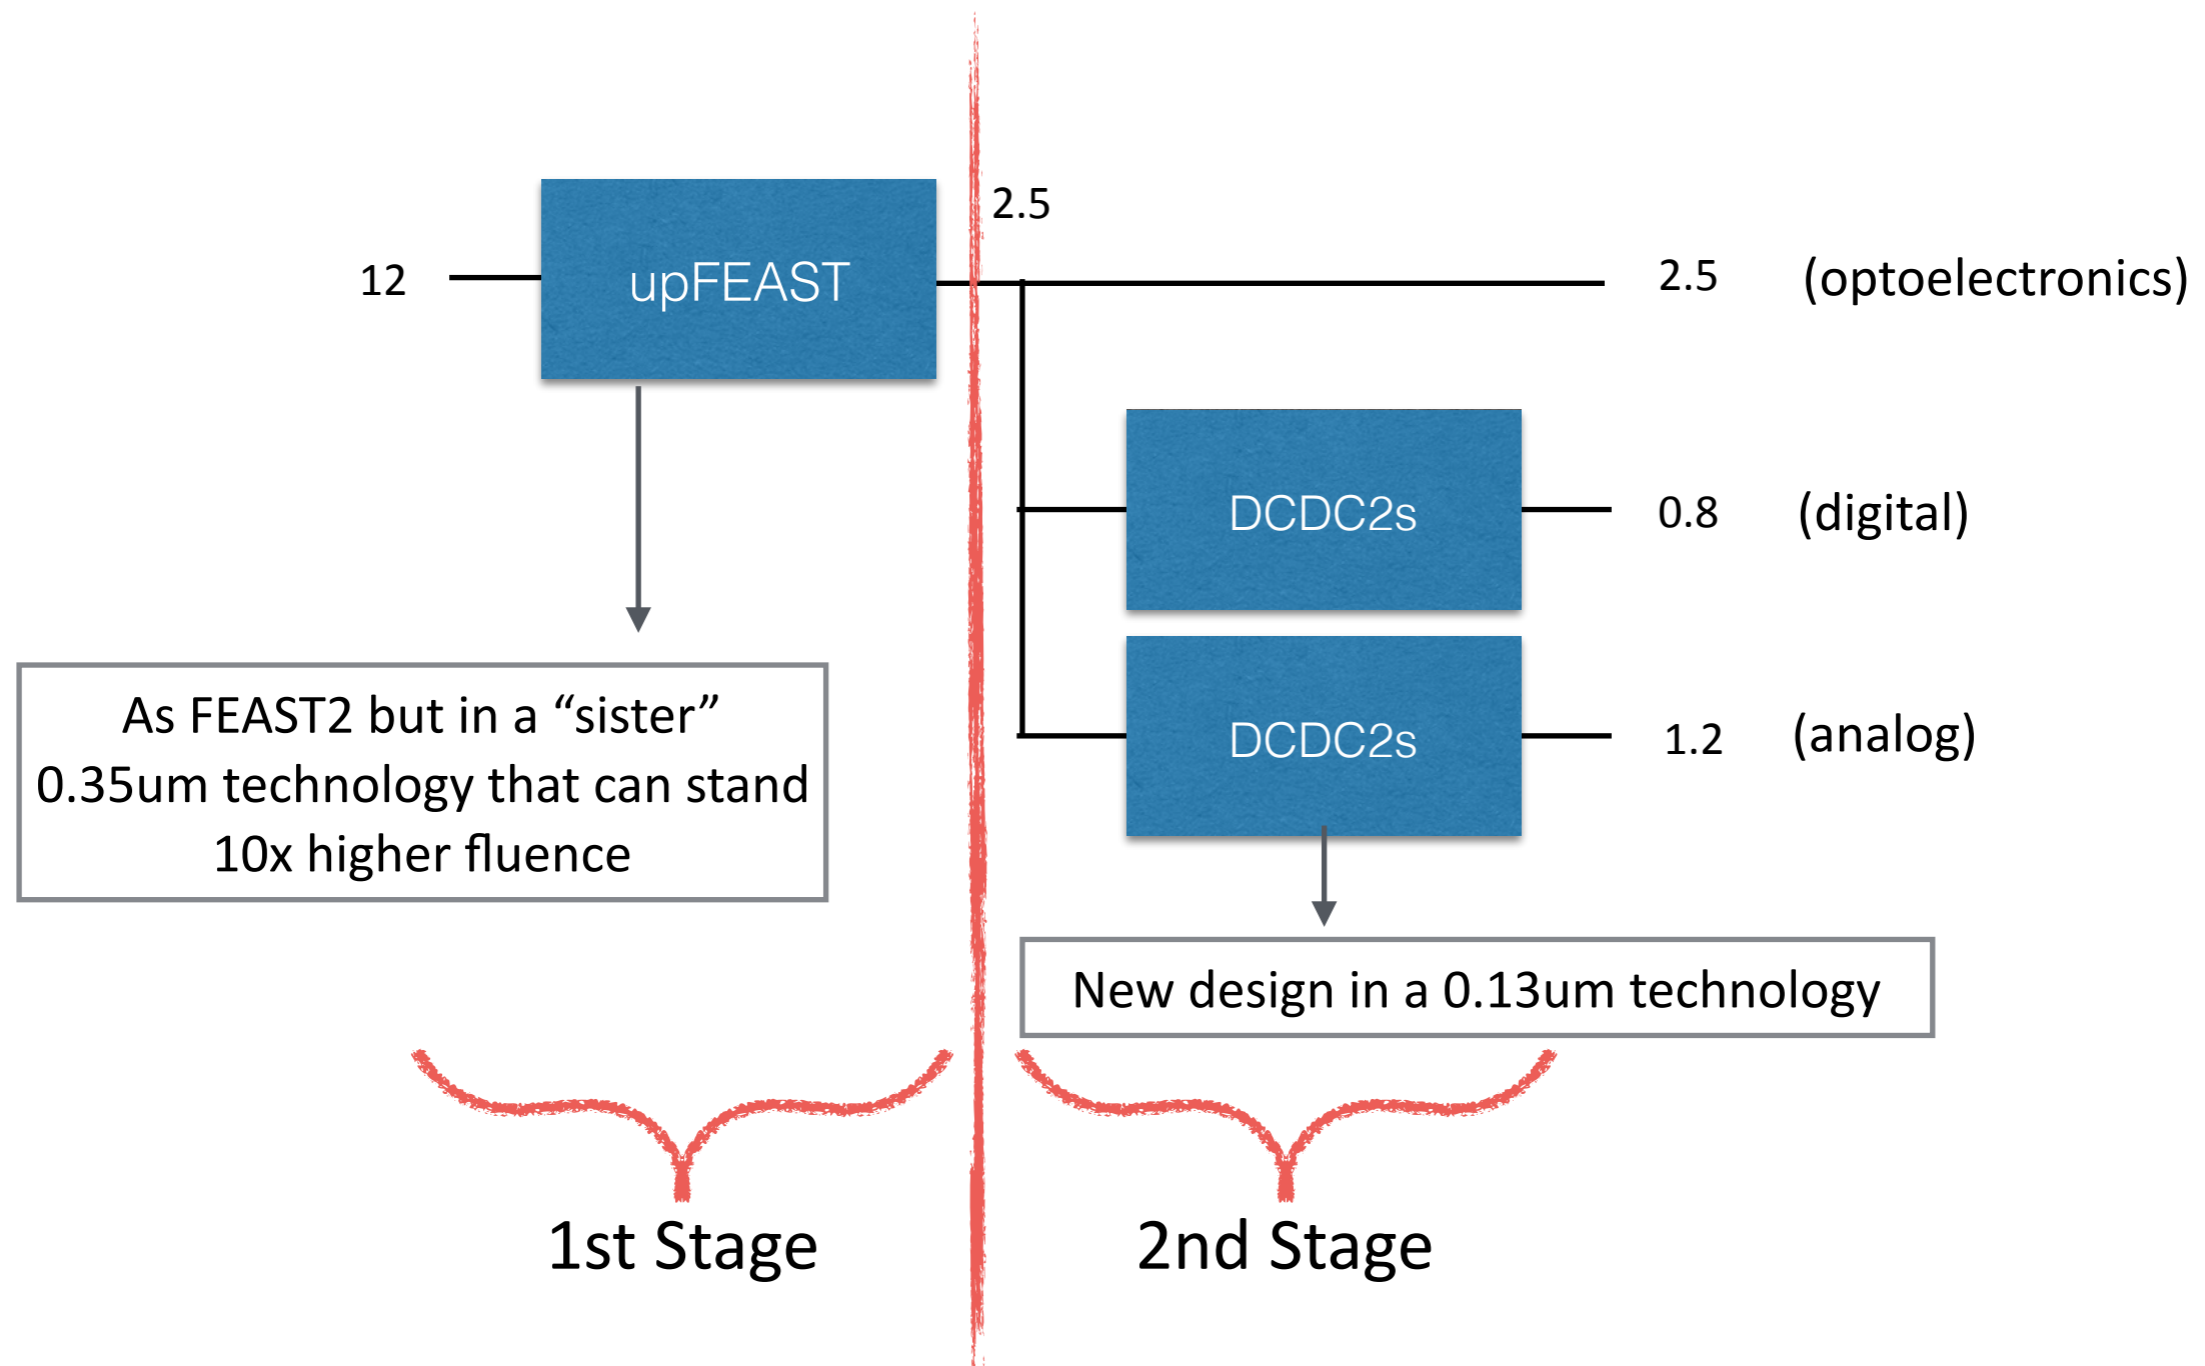 2.5
12
upFEAST
2.5 (optoelectronics)
DCDC2s
0.8 (digital)
DCDC2s
1.2 (analog)
As FEAST2 but in a “sister”
0.35um technology that can stand
10x higher fluence
New design in a 0.13um technology
1st Stage
2nd Stage